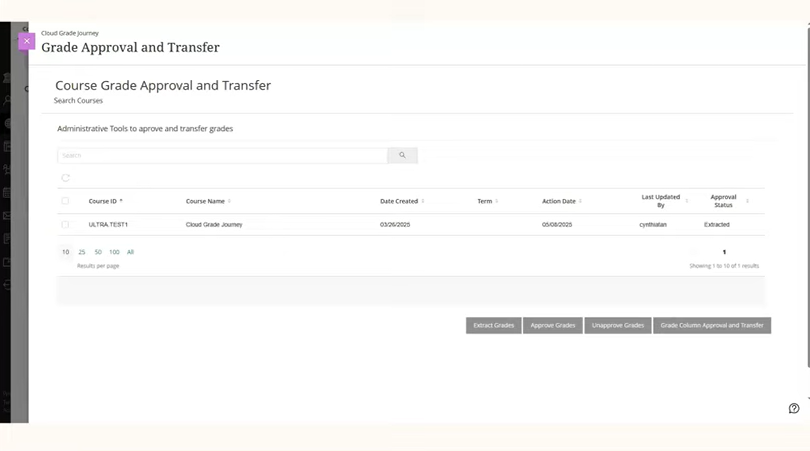 Cloud Grade Journey
Grade Approval and Transfer
Course Grade Approval and Transfer
Search Courses
Administrative Tools to aprove and transfer grades
Search
Course ID Course Name Date Created Term Action Date Last Updated By Approval Status
ULTRA.TEST1 Cloud Grade Journey 03/26/2025 05/08/2025 cynthiatan Extracted
10 25 50 100 All 1
Results per page Showing 1 to 10 of 1 results
Extract Grades Approve Grades Unapprove Grades Grade Column Approval and Transfer